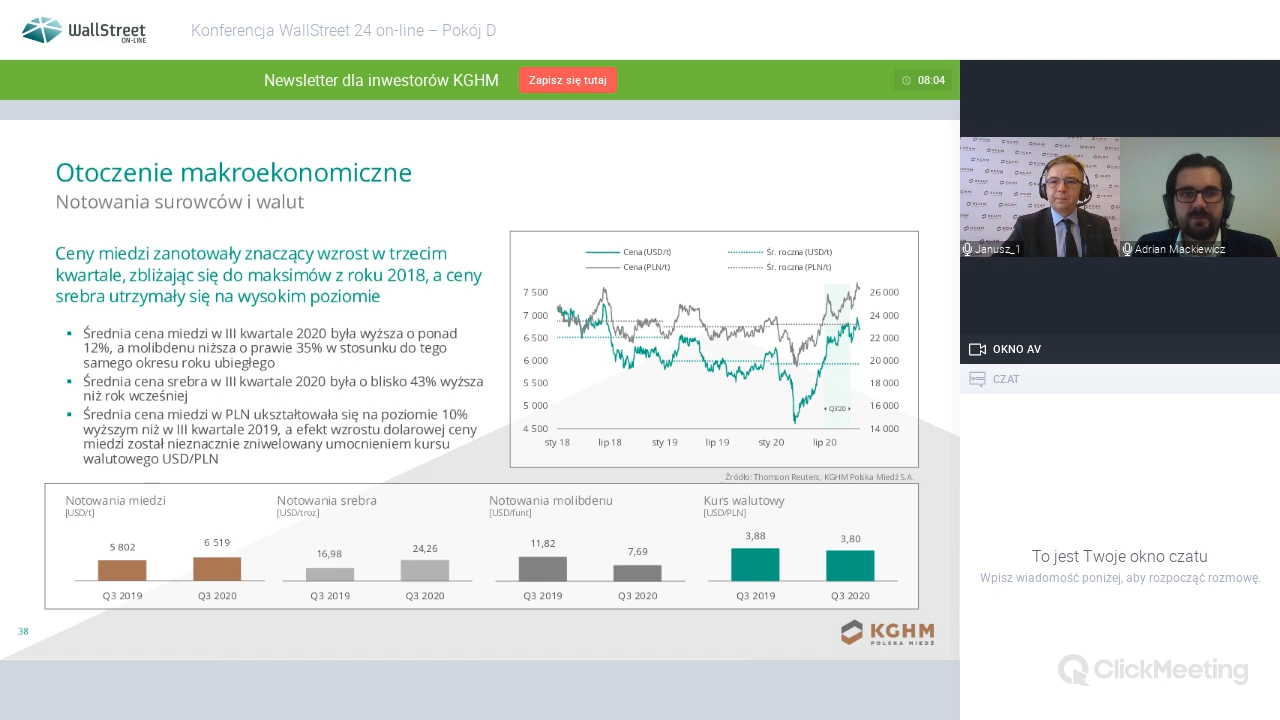 WallStreet
ON-LINE
Konferencja WallStreet 24 on-line – Pokój D
Newsletter dla inwestorów KGHM
Zapisz się tutaj
08:04
Otoczenie makroekonomiczne
Notowania surowców i walut
Ceny miedzi zanotowały znaczący wzrost w trzecim
kwartale, zbliżając się do maksimów z roku 2018, a ceny
srebra utrzymały się na wysokim poziomie
Średnia cena miedzi w III kwartale 2020 była wyższa o ponad
12%, a molibdenu niższa o prawie 35% w stosunku do tego
samego okresu roku ubiegłego
Średnia cena srebra w III kwartale 2020 była o blisko 43% wyższa
niż rok wcześniej
Średnia cena miedzi w PLN ukształtowała się na poziomie 10%
wyższym niż w III kwartale 2019, a efekt wzrostu dolarowej ceny
miedzi został nieznacznie zniwelowany umocnieniem kursu
walutowego USD/PLN
Cena (USD/t) Śr. roczna (USD/t)
Cena (PLN/t) Śr. roczna (PLN/t)
7 500 26 000
7 000 24 000
6 500 22 000
6 000 20 000
5 500 18 000
5 000 16 000
4 500 14 000
Q3'20
sty 18 lip 18 sty 19 lip 19 sty 20 lip 20
Źródło: Thomson Reuters, KGHM Polska Miedź S.A.
Notowania miedzi
[USD/t]
5 802 6 519
Q3 2019 Q3 2020
Notowania srebra
[USD/troz]
16,98 24,26
Q3 2019 Q3 2020
Notowania molibdenu
[USD/funt]
11,82 7,69
Q3 2019 Q3 2020
Kurs walutowy
[USD/PLN]
3,88 3,80
Q3 2019 Q3 2020
38
KGHM
POLSKA MIEDŹ
Janusz_1
Adrian Mackiewicz
OKNO AV
CZAT
To jest Twoje okno czatu
Wpisz wiadomość poniżej, aby rozpocząć rozmowę.
ClickMeeting